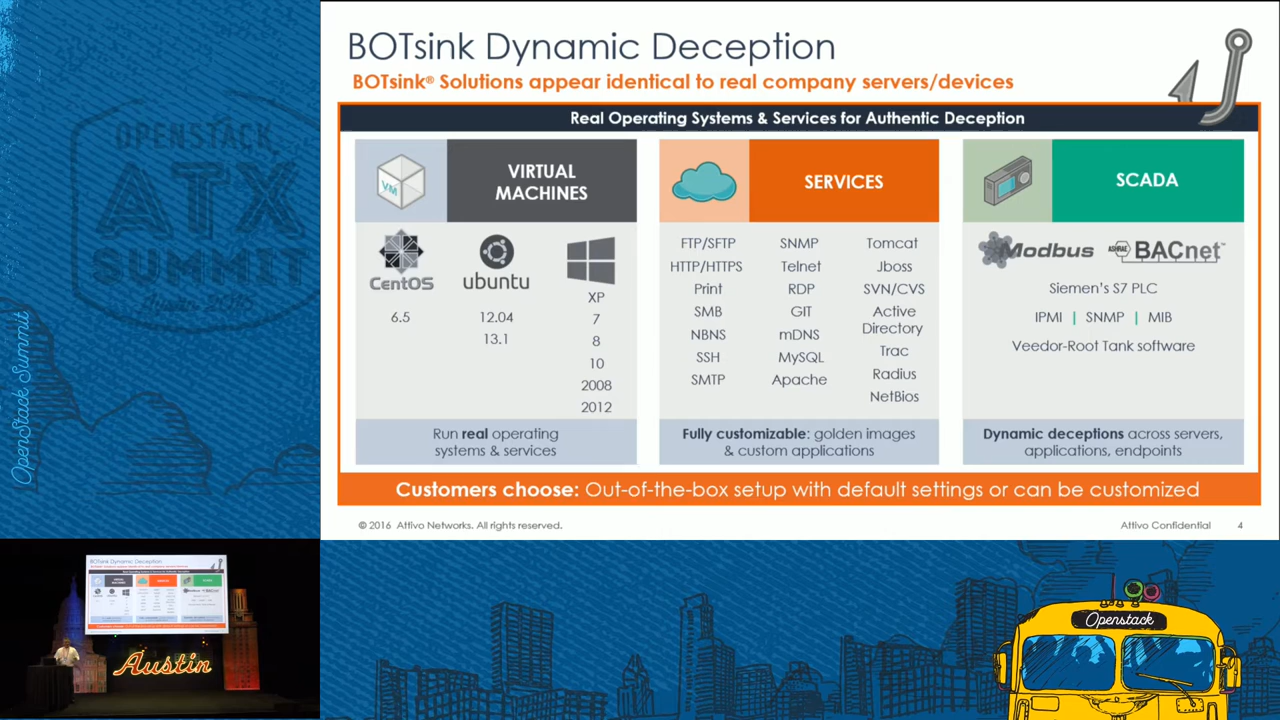 BOTsink Dynamic Deception
BOTsink® Solutions appear identical to real company servers/devices
Real Operating Systems & Services for Authentic Deception
VM
VIRTUAL
MACHINES
CentOS
6.5
ubuntu
12.04
13.1
XP
7
8
10
2008
2012
Run real operating
systems & services
SERVICES
FTP/SFTP
HTTP/HTTPS
Print
SMB
NBNS
SSH
SMTP
SNMP
Telnet
RDP
GIT
mDNS
MySQL
Apache
Tomcat
Jboss
SVN/CVS
Active
Directory
Trac
Radius
NetBios
Fully customizable: golden images
& custom applications
SCADA
Modbus
ASHRAE BACnet™
Siemen's S7 PLC
IPMI | SNMP | MIB
Veedor-Root Tank software
Dynamic deceptions across servers,
applications, endpoints
Customers choose: Out-of-the-box setup with default settings or can be customized
© 2016 Attivo Networks. All rights reserved.
Attivo Confidential 4
OPENSTACK
ATX
SUMMIT
OpenStack Summit
BOTsink Dynamic Deception
Austin
Openstack